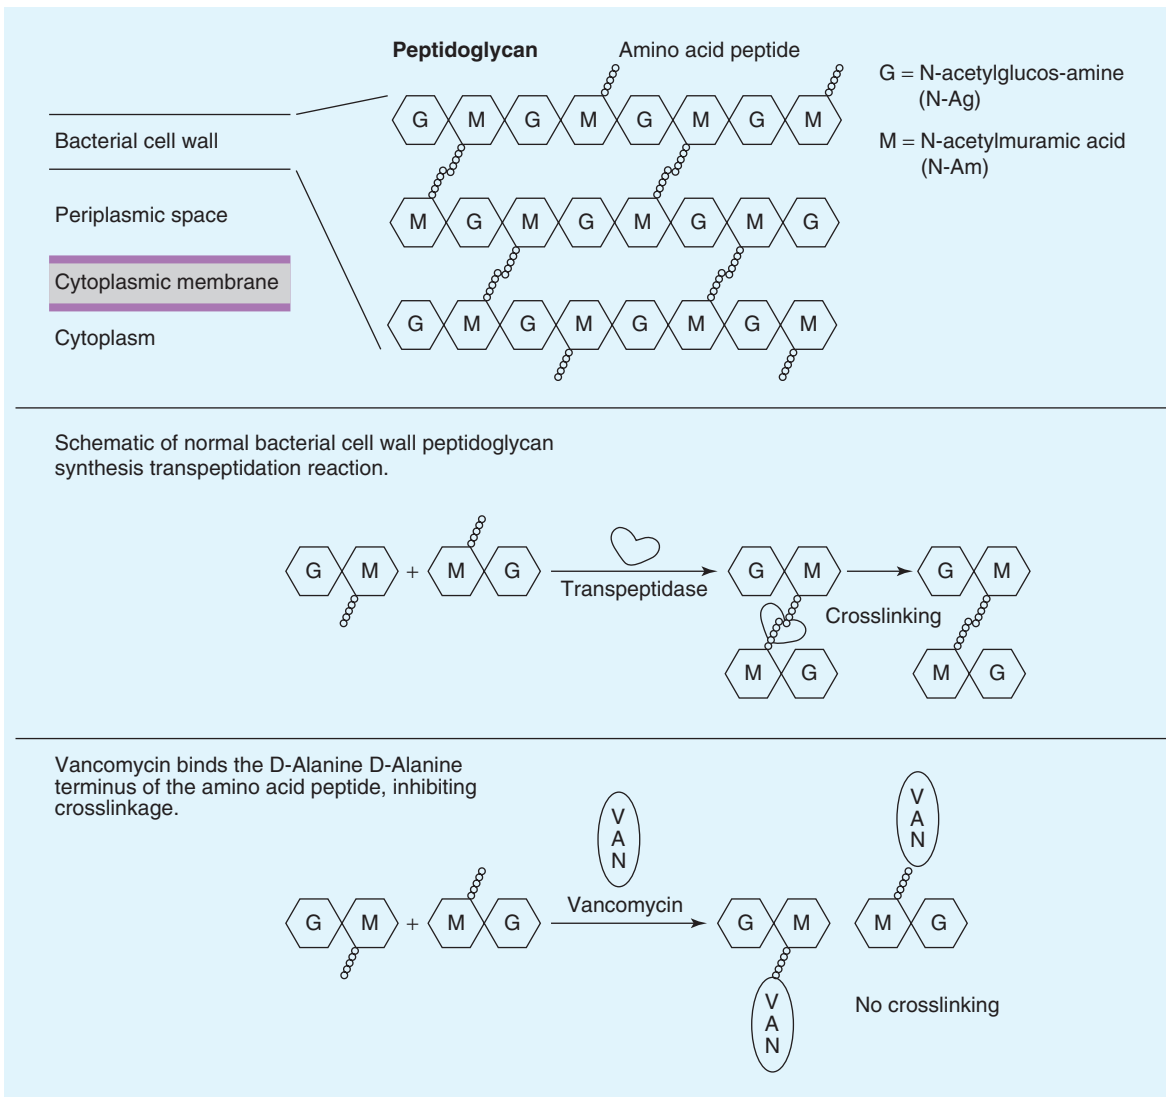 Peptidoglycan
Amino acid peptide
G = N-acetylglucos-amine
(N-Ag)
M = N-acetylmuramic acid
(N-Am)
Bacterial cell wall
Periplasmic space
Cytoplasmic membrane
Cytoplasm
G M G M G M G M
M G M G M G M G
G M G M G M G M
Schematic of normal bacterial cell wall peptidoglycan
synthesis transpeptidation reaction.
G M + M G
Transpeptidase
G M
M G
Crosslinking
G M
M G
Vancomycin binds the D-Alanine D-Alanine
terminus of the amino acid peptide, inhibiting
crosslinkage.
G M + M G
V
A
N
Vancomycin
G M
V
A
N
V
A
N
M G
No crosslinking